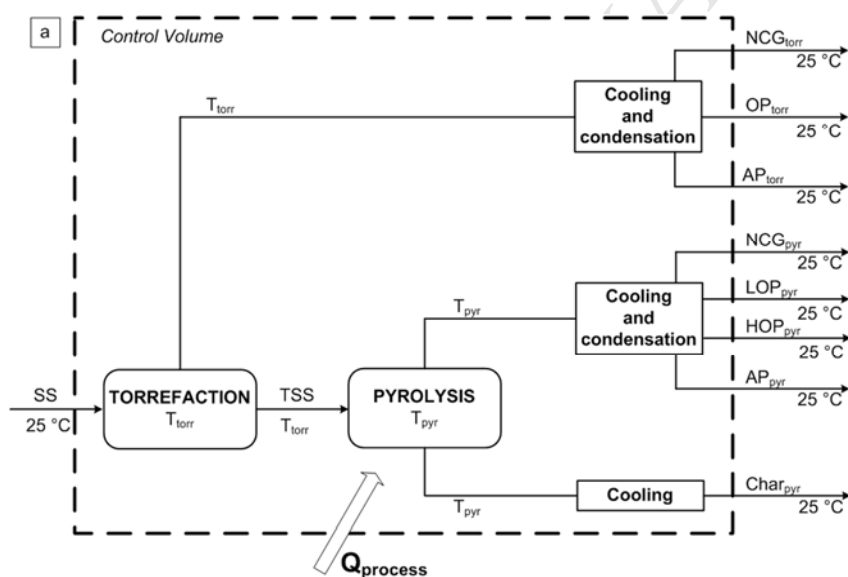 a
Control Volume
NCG_torr
25 °C
T_torr
Cooling
and
condensation
OP_torr
25 °C
AP_torr
25 °C
NCG_pyr
25 °C
T_pyr
Cooling
and
condensation
LOP_pyr
25 °C
HOP_pyr
25 °C
AP_pyr
25 °C
SS
25 °C
TORREFACTION
T_torr
TSS
T_torr
PYROLYSIS
T_pyr
T_pyr
Cooling
Char_pyr
25 °C
Q_process